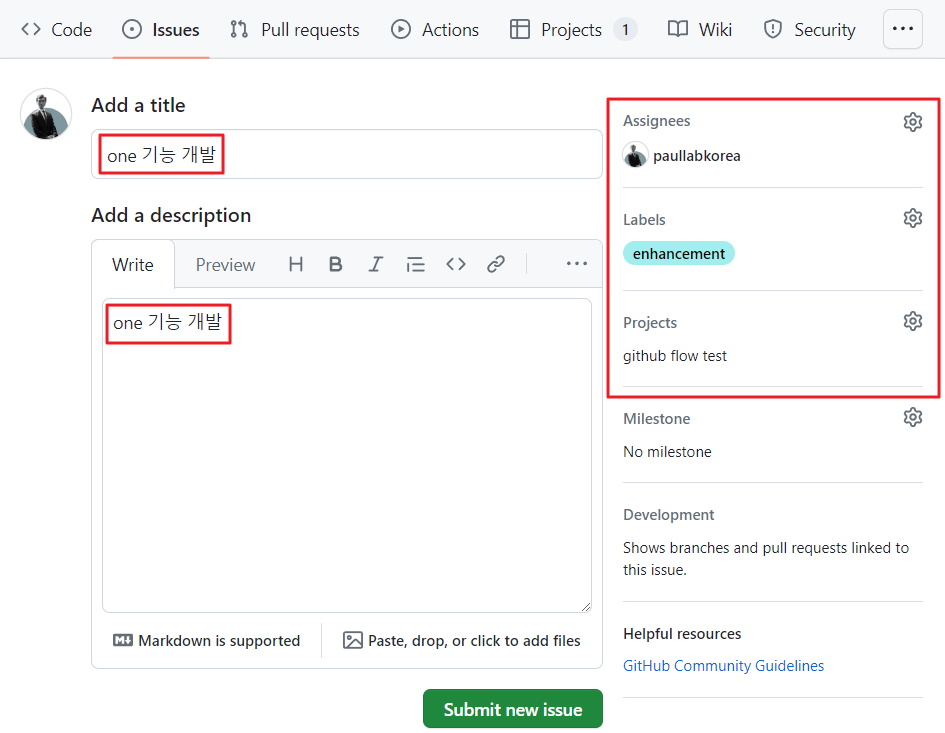 Code Issues Pull requests Actions Projects 1 Wiki Security ...
Add a title
one 기능 개발
Add a description
Write Preview H B I ...
one 기능 개발
Markdown is supported Paste, drop, or click to add files
Submit new issue
Assignees
paullabkorea
Labels
enhancement
Projects
github flow test
Milestone
No milestone
Development
Shows branches and pull requests linked to
this issue.
Helpful resources
GitHub Community Guidelines